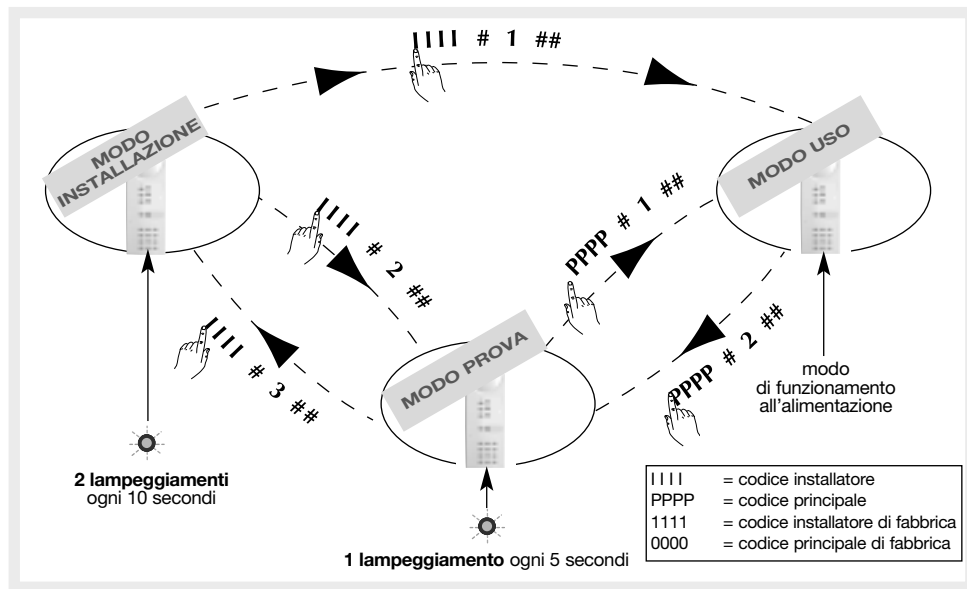 IIII # 1 ##
MODO
INSTALLAZIONE
MODO USO
IIII # 2 ##
PPPP # 1 ##
IIII # 3 ##
MODO PROVA
PPPP # 2 ##
modo
di funzionamento
all'alimentazione
2 lampeggiamenti
ogni 10 secondi
1 lampeggiamento ogni 5 secondi
I I I I = codice installatore
PPPP = codice principale
1111 = codice installatore di fabbrica
0000 = codice principale di fabbrica